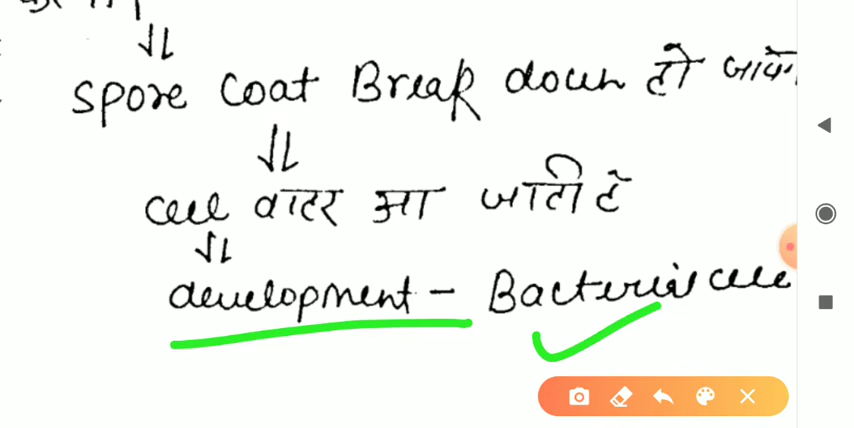 Spore Coat Break down हो
Cell बाहर आ जाती है
development - Bacteria cell